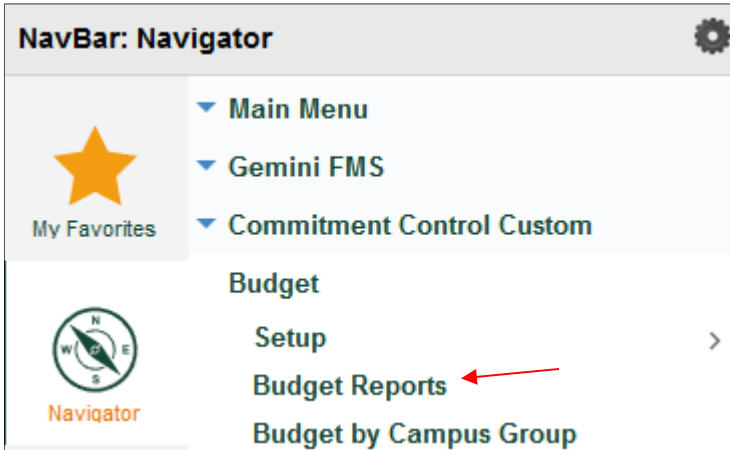 NavBar: Navigator
My Favorites
N
W
E
S
Navigator
Main Menu
Gemini FMS
Commitment Control Custom
Budget
Setup
Budget Reports
Budget by Campus Group